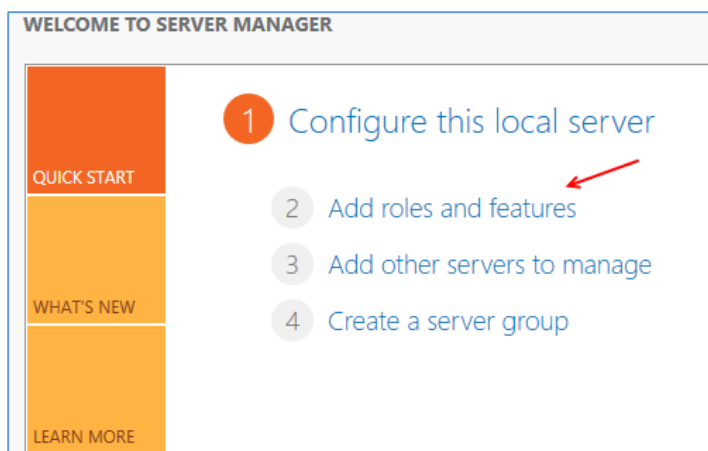 WELCOME TO SERVER MANAGER
1 Configure this local server
QUICK START
2 Add roles and features
3 Add other servers to manage
WHAT'S NEW
4 Create a server group
LEARN MORE